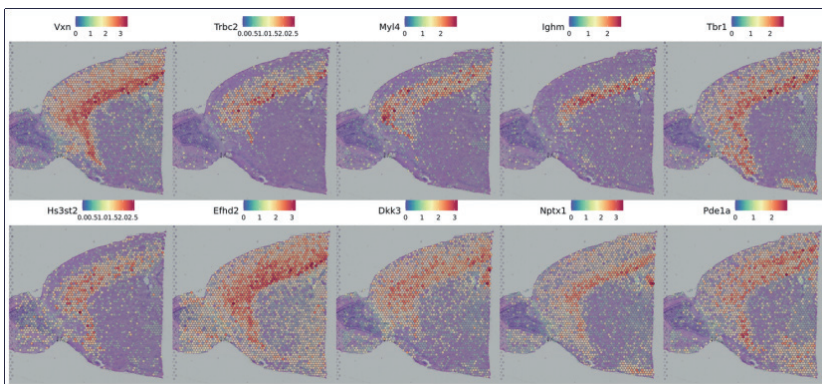 Vxn
0 1 2 3
Trbc2
0.00.51.01.52.02.5
Myl4
0 1 2
Ighm
0 1 2
Tbr1
0 1 2
Hs3st2
0.00.51.01.52.02.5
Efhd2
0 1 2 3
Dkk3
0 1 2 3
Nptx1
0 1 2 3
Pde1a
0 1 2